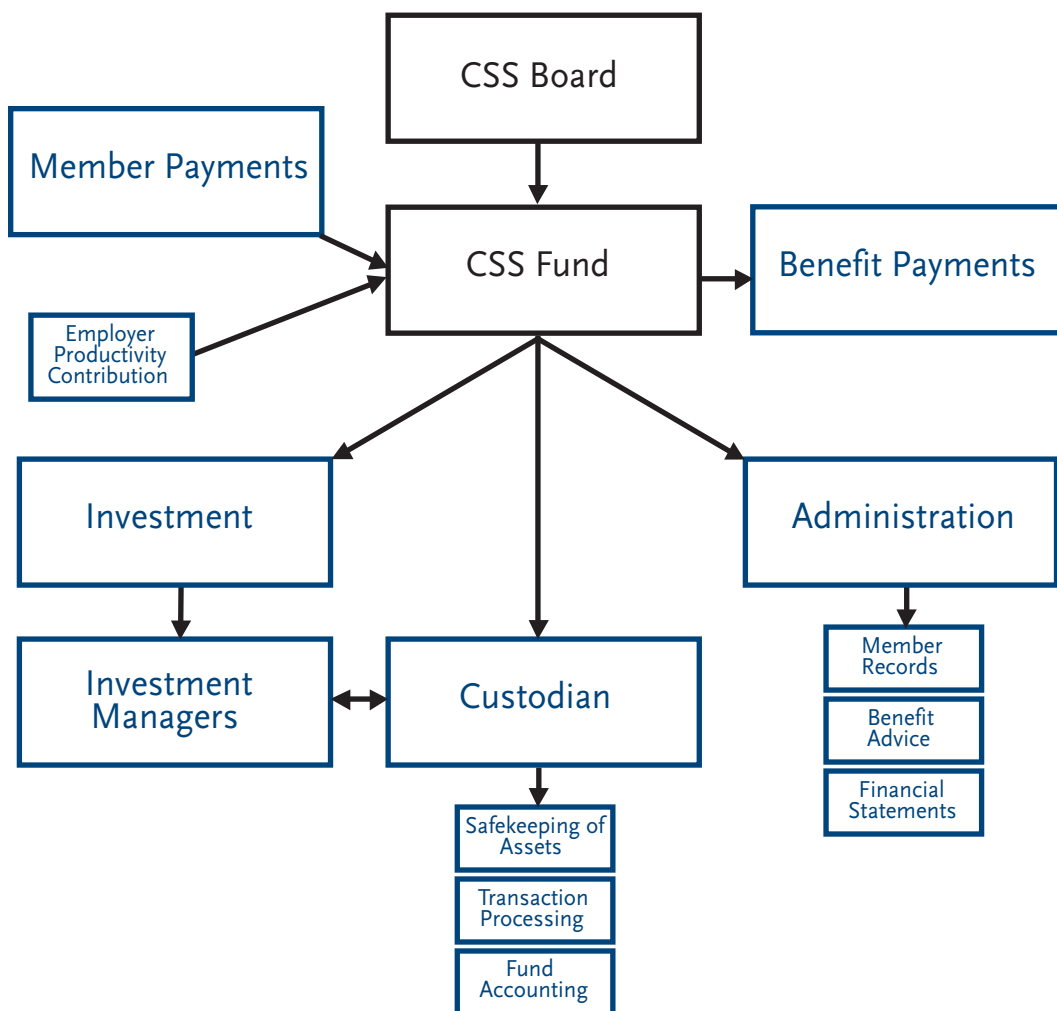 CSS Board
Member Payments
CSS Fund
Benefit Payments
Employer
Productivity
Contribution
Investment
Administration
Investment
Managers
Custodian
Member
Records
Benefit
Advice
Financial
Statements
Safekeeping of
Assets
Transaction
Processing
Fund
Accounting